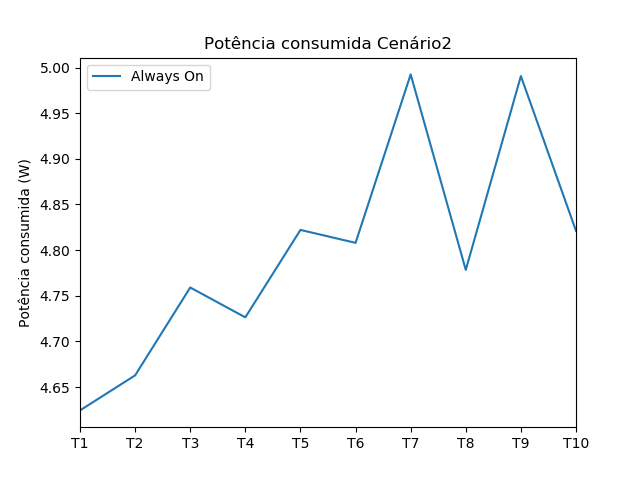 Potência consumida Cenário2
Always On
Potência consumida (W)
5.00
4.95
4.90
4.85
4.80
4.75
4.70
4.65
T1 T2 T3 T4 T5 T6 T7 T8 T9 T10